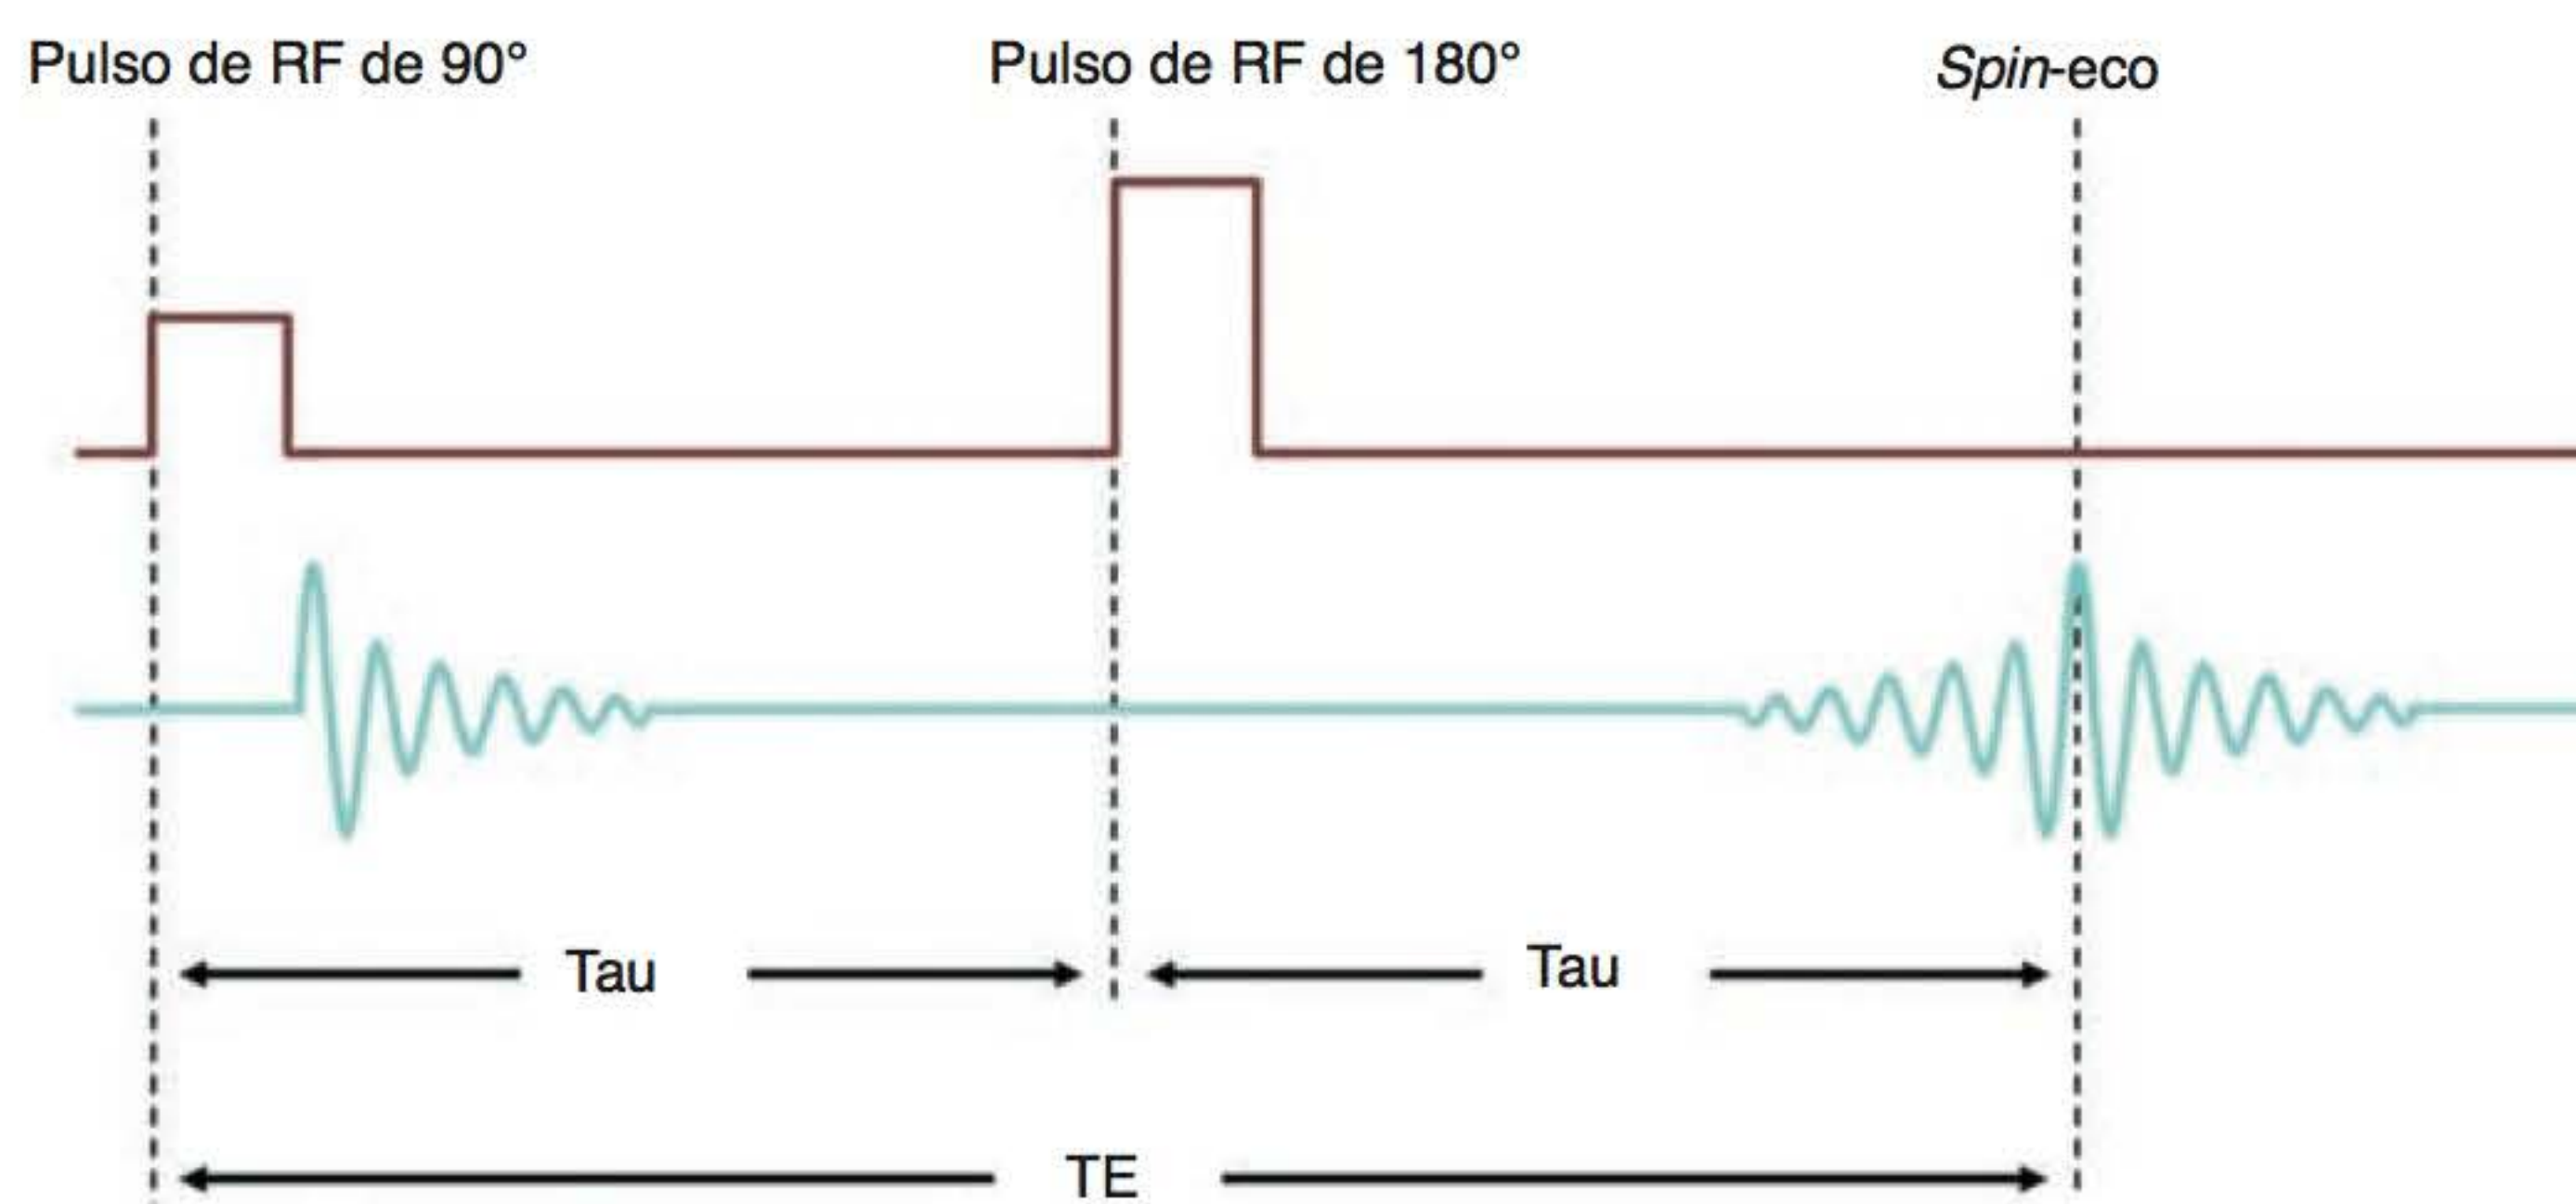 Pulso de RF de 90°
Pulso de RF de 180°
Spin-eco
Tau
Tau
TE